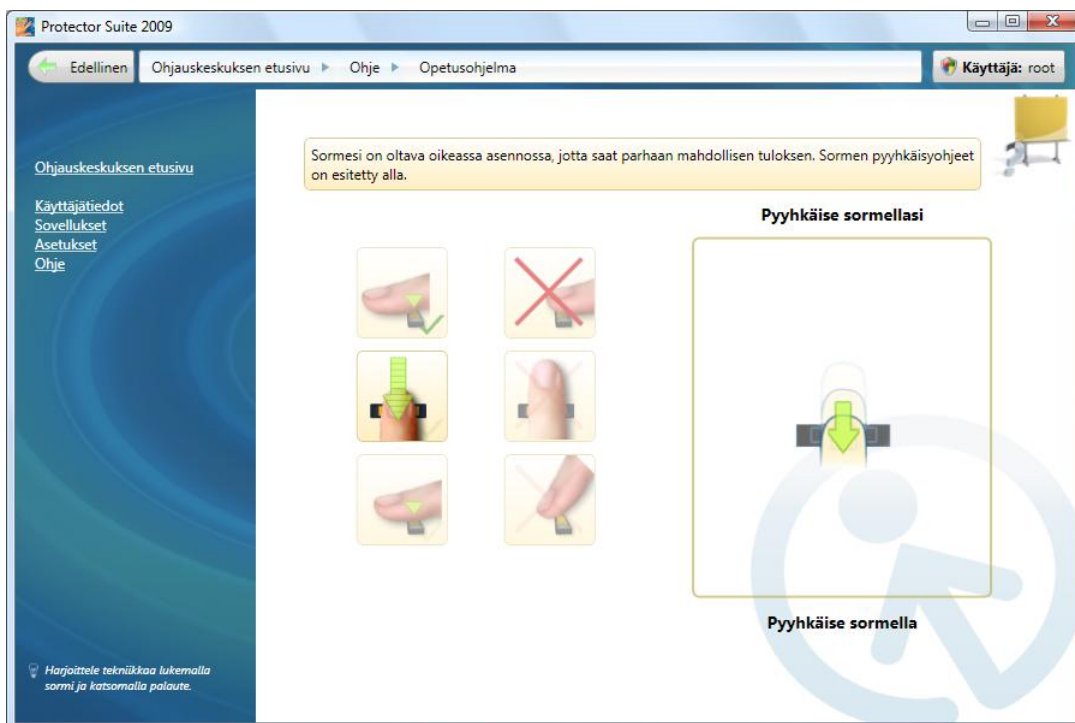 Protector Suite 2009
Edellinen
Ohjauskeskuksen etusivu
Ohje
Opetusohjelma
Käyttäjä: root
Ohjauskeskuksen etusivu
Käyttäjätiedot
Sovellukset
Asetukset
Ohje
Sormesi on oltava oikeassa asennossa, jotta saat parhaan mahdollisen tuloksen. Sormen pyyhkäisyohjeet
on esitetty alla.
Pyyhkäise sormellasi
Pyyhkäise sormella
Harjoittele tekniikkaa lukemalla
sormi ja katsomalla palaute.